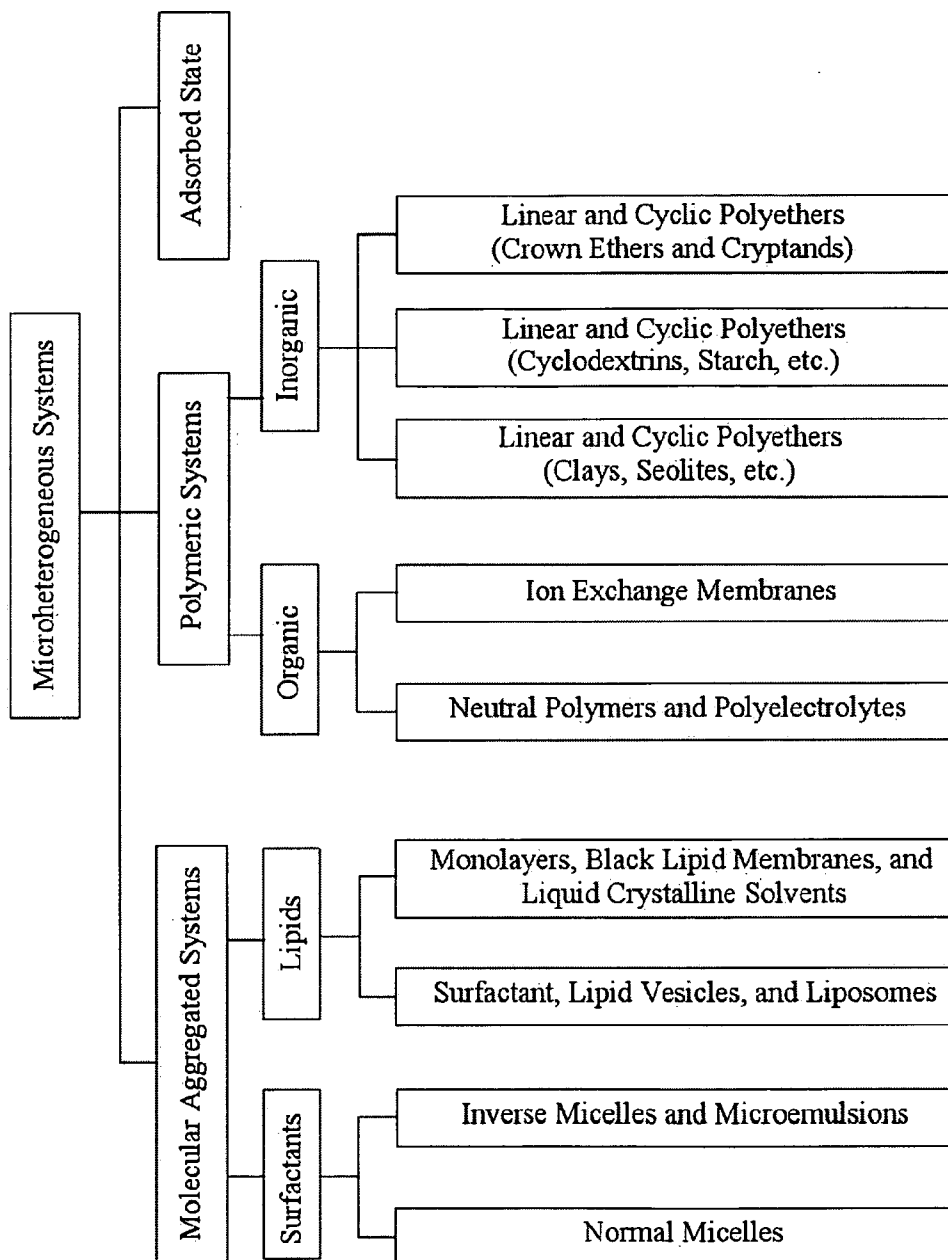 Microheterogeneous Systems
Adsorbed State
Polymeric Systems
Inorganic
Linear and Cyclic Polyethers
(Crown Ethers and Cryptands)
Linear and Cyclic Polyethers
(Cyclodextrins, Starch, etc.)
Linear and Cyclic Polyethers
(Clays, Seolites, etc.)
Organic
Ion Exchange Membranes
Neutral Polymers and Polyelectrolytes
Molecular Aggregated Systems
Lipids
Monolayers, Black Lipid Membranes, and
Liquid Crystalline Solvents
Surfactant, Lipid Vesicles, and Liposomes
Surfactants
Inverse Micelles and Microemulsions
Normal Micelles